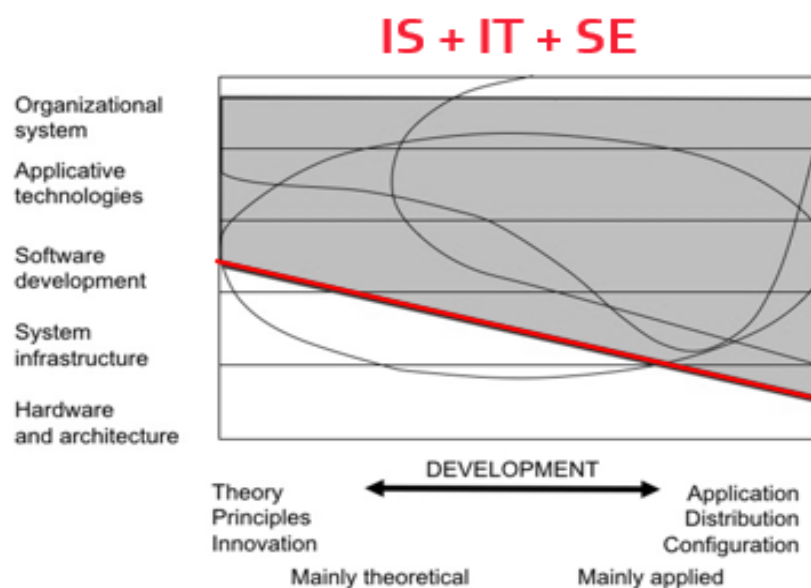 IS + IT + SE
Organizational
system
Applicative
technologies
Software
development
System
infrastructure
Hardware
and architecture
DEVELOPMENT
Theory
Principles
Innovation
Application
Distribution
Configuration
Mainly theoretical
Mainly applied